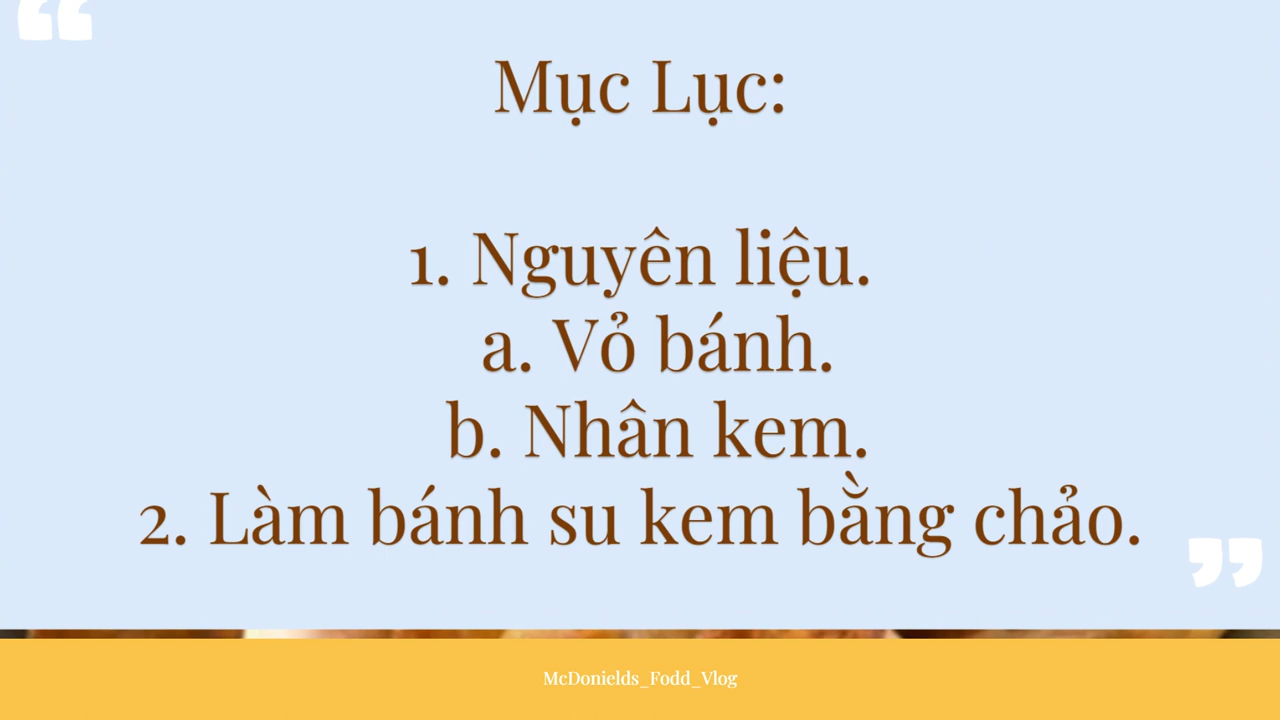 Mục Lục:
1. Nguyên liệu.
a. Vỏ bánh.
b. Nhân kem.
2. Làm bánh su kem bằng chảo.
McDonields_Fodd_Vlog